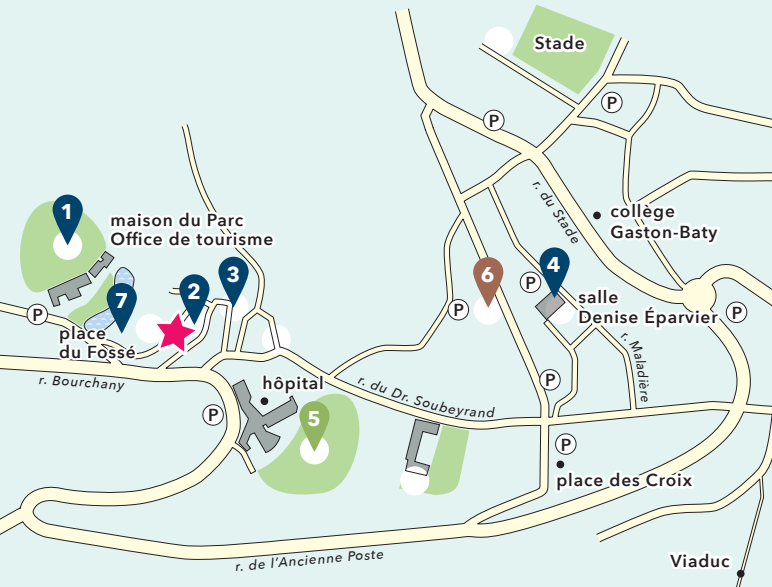 Stade
P
P
1
maison du Parc
Office de tourisme
r. du Stade
collège
Gaston-Baty
7
2
3
6
4
P
P
P
P
salle
Denise Éparvier
place
du Fossé
r. Maladière
r. Bourchany
hôpital
r. du Dr. Soubeyrand
P
P
5
P
place des Croix
r. de l'Ancienne Poste
Viaduc